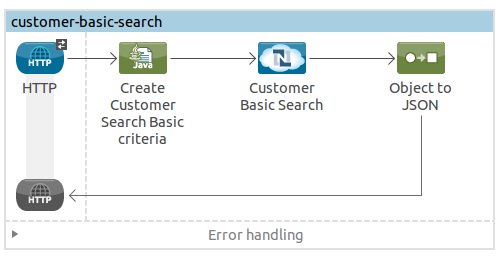 customer-basic-search
HTTP
Java
N
HTTP
Create
Customer
Search Basic
criteria
Customer
Basic Search
Object to
JSON
HTTP
Error handling